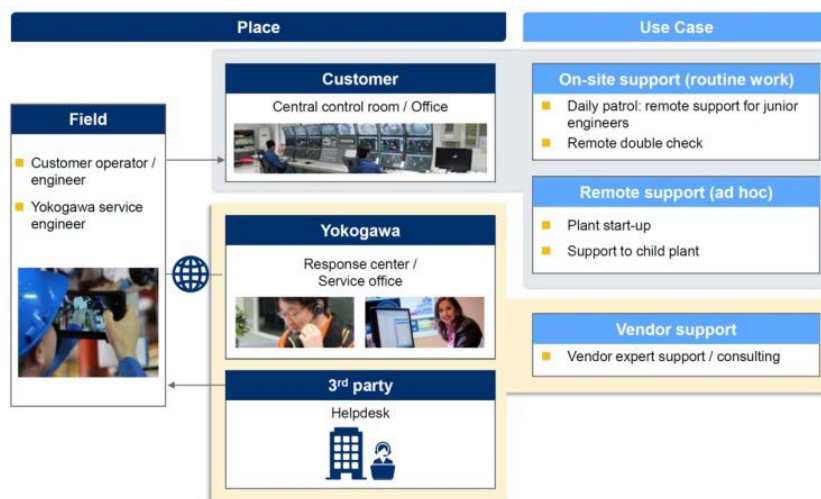 Place
Use Case
Field
Customer operator /
engineer
Yokogawa service
engineer
Customer
Central control room / Office
Yokogawa
Response center /
Service office
3rd party
Helpdesk
On-site support (routine work)
Daily patrol: remote support for junior
engineers
Remote double check
Remote support (ad hoc)
Plant start-up
Support to child plant
Vendor support
Vendor expert support / consulting